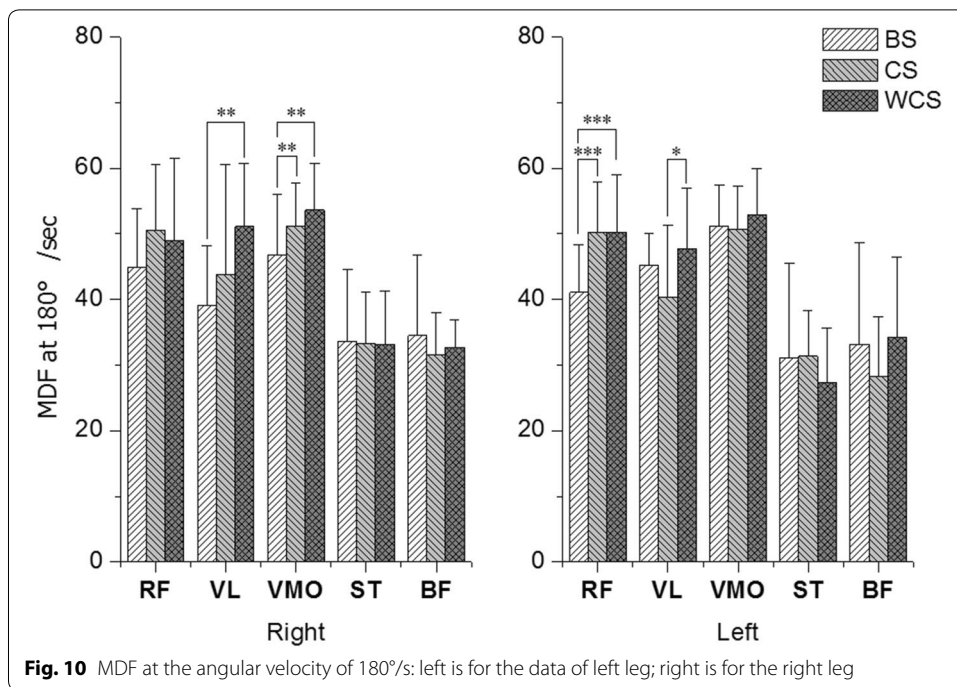 80
60
40
20
0
MDF at 180° /sec
**
**
**
RF VL VMO ST BF
Right
80
60
40
20
0
BS
CS
WCS
***
***
*
RF VL VMO ST BF
Left
Fig. 10 MDF at the angular velocity of 180°/s: left is for the data of left leg; right is for the right leg